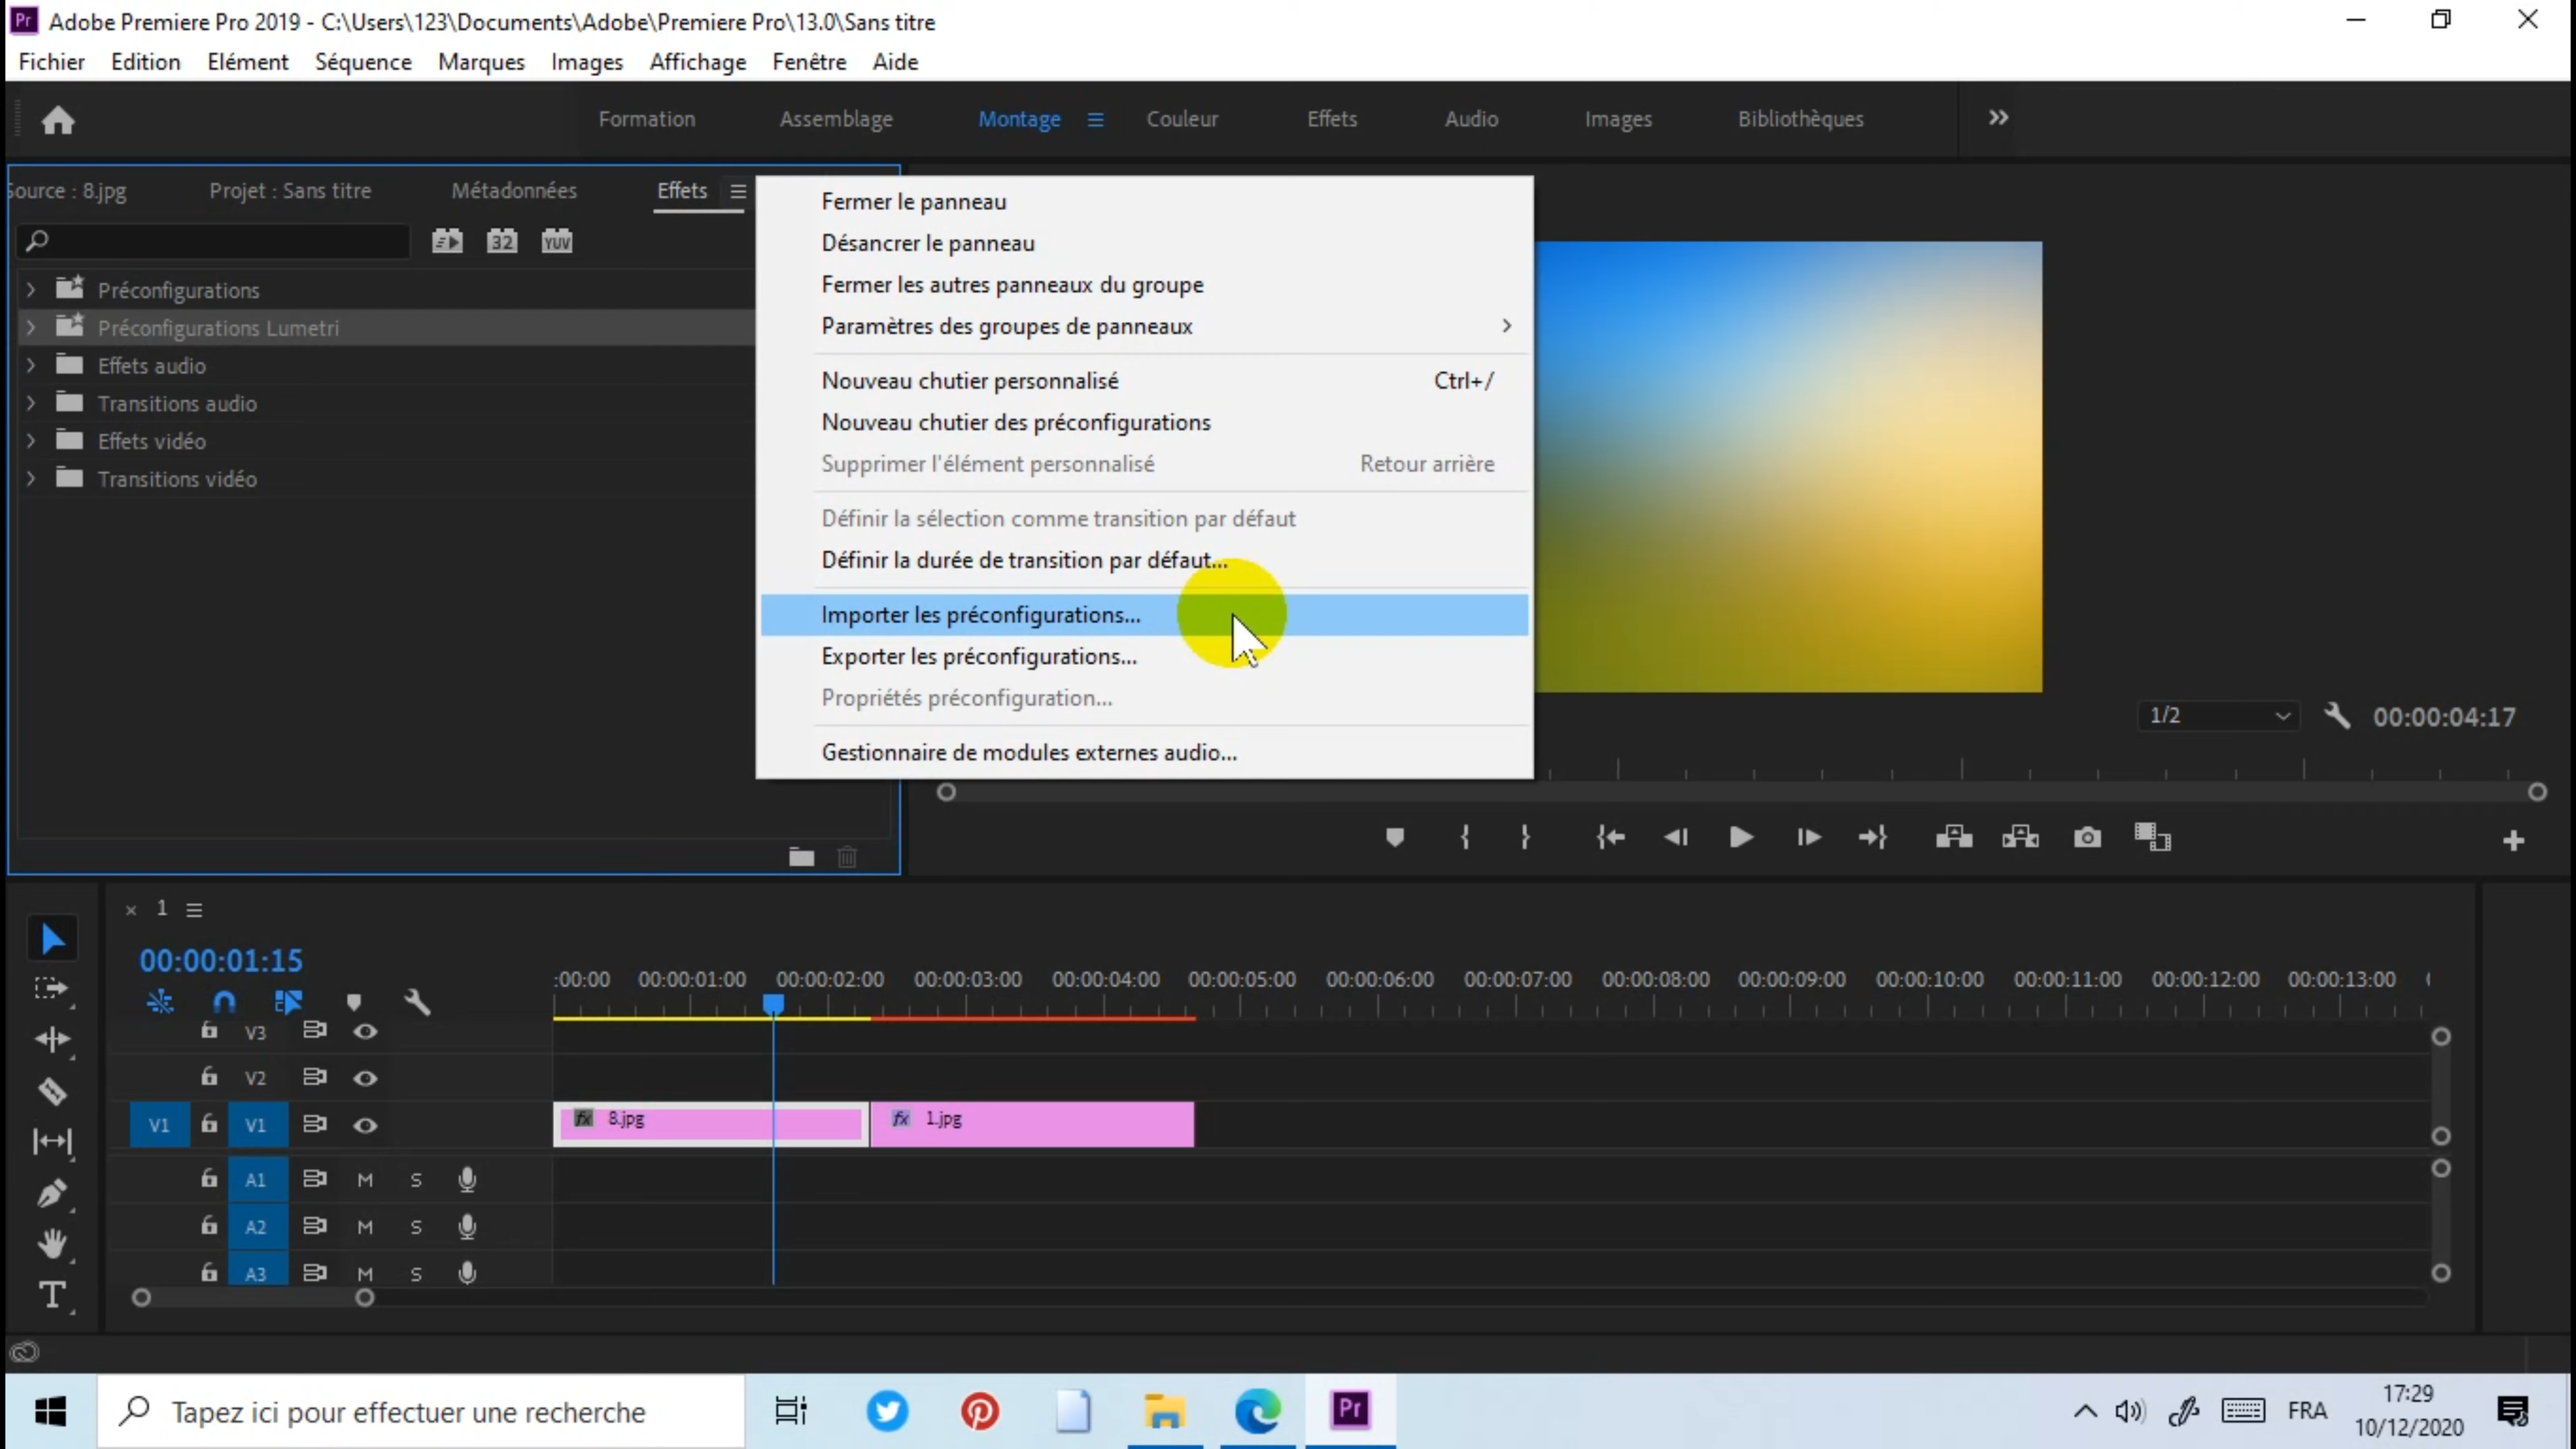 Pr Adobe Premiere Pro 2019 - C:\Users\123\Documents\Adobe\Premiere Pro\13.0\Sans titre
Fichier Edition Elément Séquence Marques Images Affichage Fenêtre Aide
Formation Assemblage Montage Couleur Effets Audio Images Bibliothèques
Source : 8.jpg Projet : Sans titre Métadonnées Effets
32 YUV
Préconfigurations
Préconfigurations Lumetri
Effets audio
Transitions audio
Effets vidéo
Transitions vidéo
Fermer le panneau
Désancrer le panneau
Fermer les autres panneaux du groupe
Paramètres des groupes de panneaux
Nouveau chutier personnalisé Ctrl+/
Nouveau chutier des préconfigurations
Supprimer l'élément personnalisé Retour arrière
Définir la sélection comme transition par défaut
Définir la durée de transition par défaut...
Importer les préconfigurations...
Exporter les préconfigurations...
Propriétés préconfiguration...
Gestionnaire de modules externes audio...
1/2 00:00:04:17
1
00:00:01:15
:00:00 00:00:01:00 00:00:02:00 00:00:03:00 00:00:04:00 00:00:05:00 00:00:06:00 00:00:07:00 00:00:08:00 00:00:09:00 00:00:10:00 00:00:11:00 00:00:12:00 00:00:13:00
V3
V2
V1 V1 fx 8.jpg fx 1.jpg
A1 M S
A2 M S
A3 M S
T
Tapez ici pour effectuer une recherche Pr FRA 17:29
10/12/2020